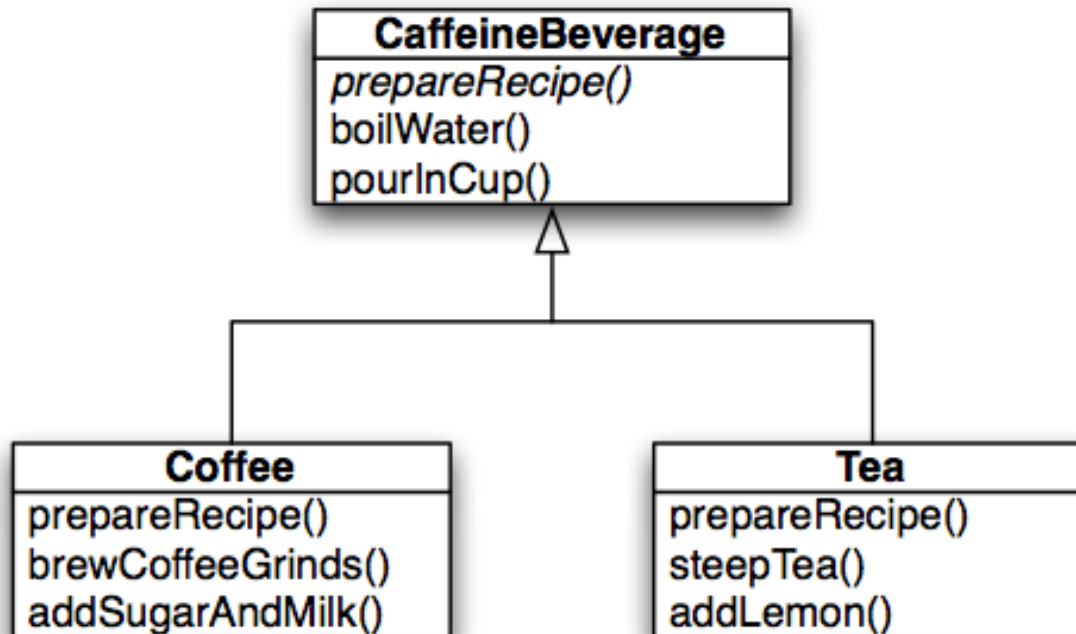 CaffeineBeverage
prepareRecipe()
boilWater()
pourInCup()
Coffee
prepareRecipe()
brewCoffeeGrinds()
addSugarAndMilk()
Tea
prepareRecipe()
steepTea()
addLemon()